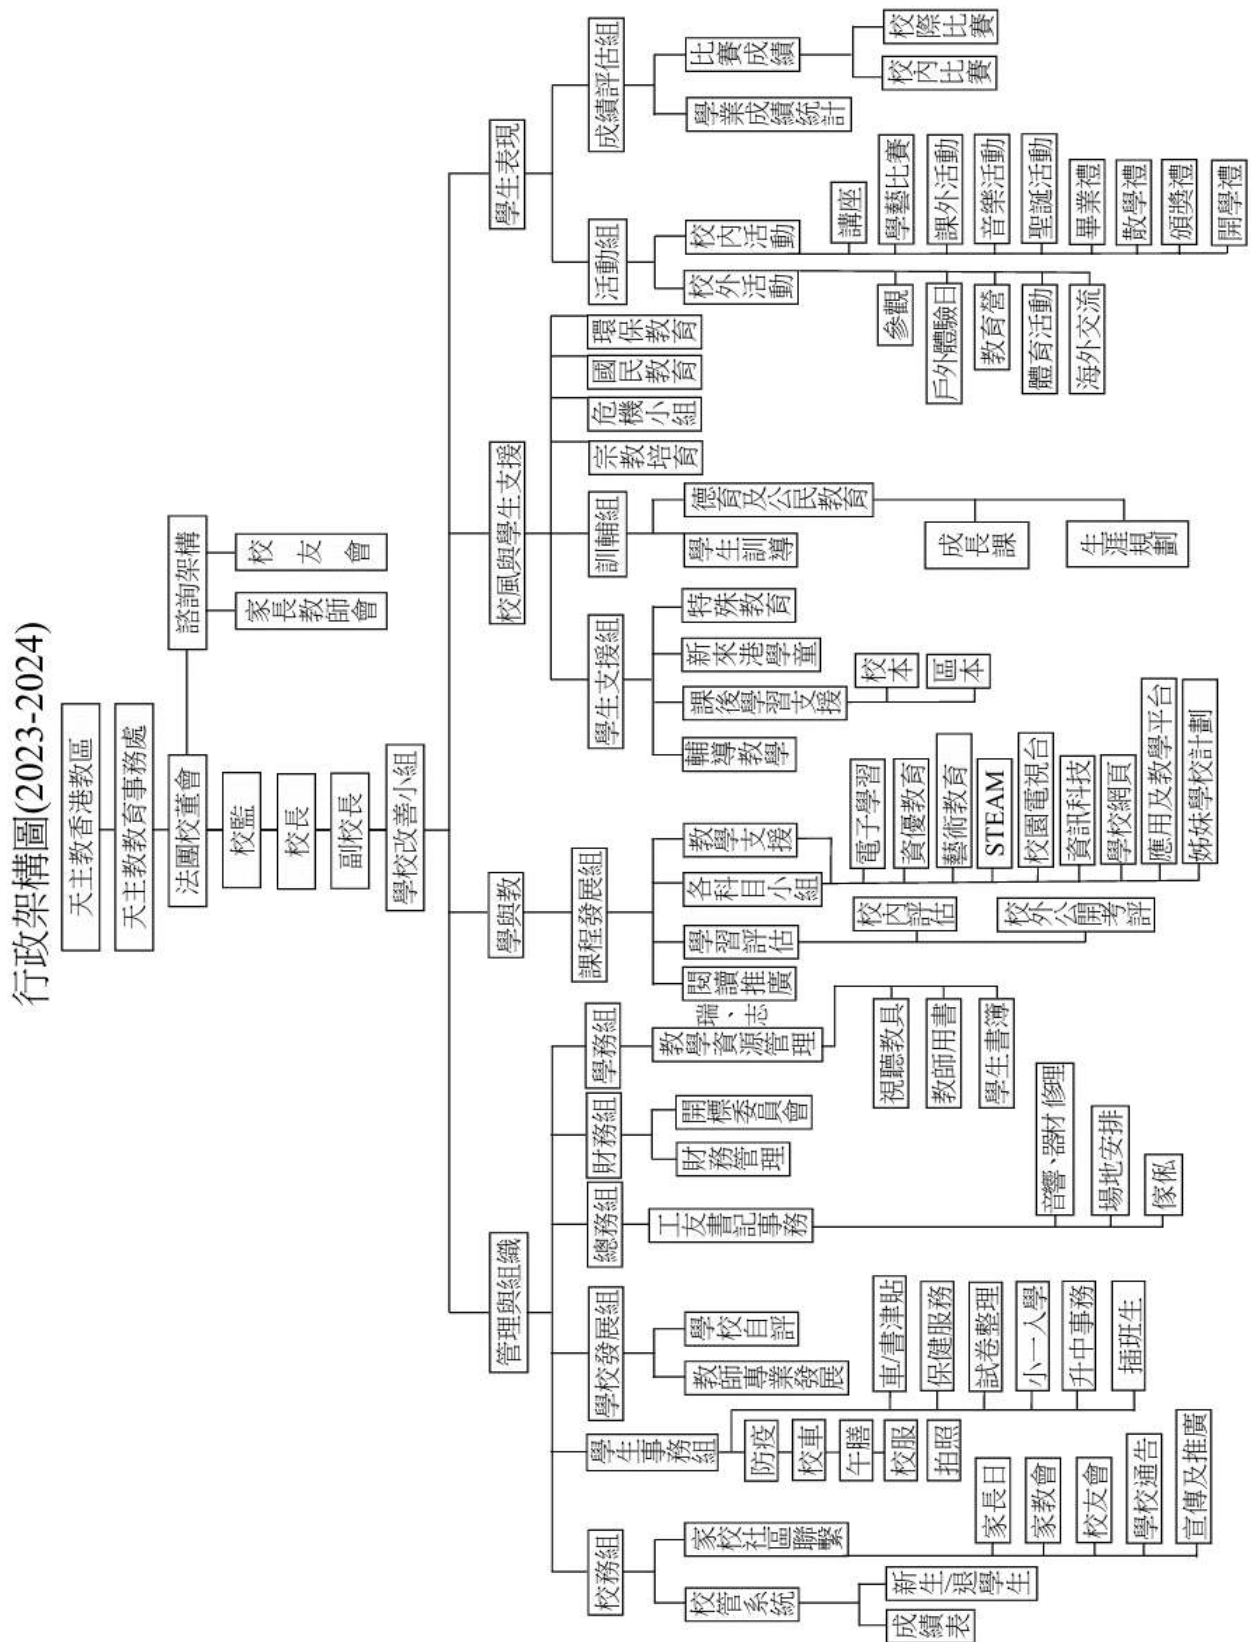 行政架構圖(2023-2024)
天主教香港教區
天主教教育事務處
法團校董會
諮詢架構
家長教師會
校友會
校監
校長
副校長
學校改善小組
管理與組織
學與教
校風與學生支援
學生表現
校務組
學生事務組
學校發展組
總務組
財務組
學務組
課程發展組
學生支援組
訓輔組
宗教培育
危機小組
國民教育
環保教育
活動組
成績評估組
校管系統
家校社區聯繫
教師專業發展
學校自評
工友書記事務
財務管理
開標委員會
教學資源管理
瑞、志
閱讀推廣
學習評估
各科目小組
教學支援
輔導教學
課後學習支援
新來港學童
特殊教育
學生訓導
德育及公民教育
校外活動
校內活動
學業成績統計
比賽成績
成績表
新生/退學生
家長日
家教會
校友會
學校通告
宣傳及推廣
防疫
校車
午膳
校服
拍照
車/書津貼
保健服務
試卷整理
小一入學
升中事務
插班生
音響、器材修理
場地安排
傢俬
視聽教具
教師用書
學生書簿
校內評估
校外公開考評
電子學習
資優教育
藝術教育
STEAM
校園電視台
資訊科技
學校網頁
應用及教學平台
姊妹學校計劃
校本
區本
成長課
生涯規劃
參觀
戶外體驗日
教育營
體育活動
海外交流
講座
學藝比賽
課外活動
音樂活動
聖誕活動
畢業禮
散學禮
頒獎禮
開學禮
校內比賽
校際比賽